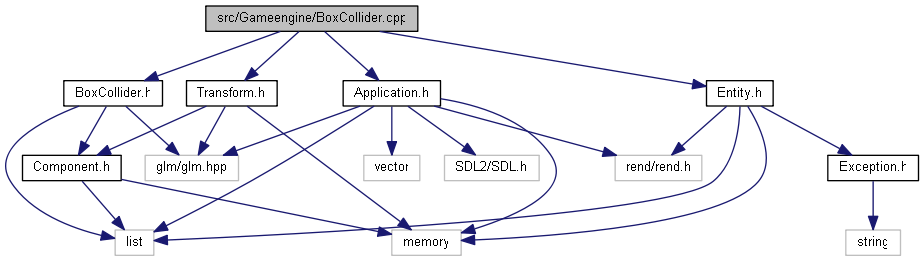 src/Gameengine/BoxCollider.cpp
BoxCollider.h
Transform.h
Application.h
Entity.h
Component.h
glm/glm.hpp
vector
SDL2/SDL.h
rend/rend.h
Exception.h
list
memory
string